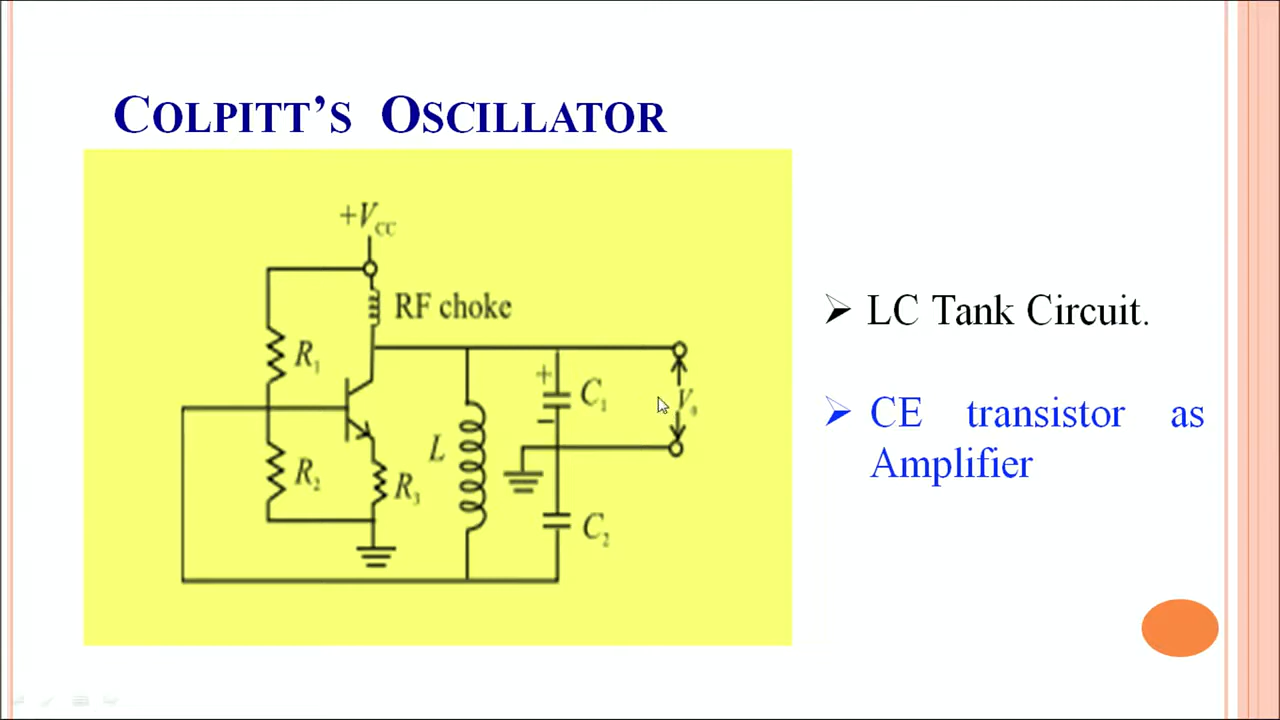 COLPITT'S OSCILLATOR
+V_CC
RF choke
R₁
+
C₁
V₀
−
L
R₂
R₃
C₂
➢ LC Tank Circuit.
➢ CE transistor as
Amplifier